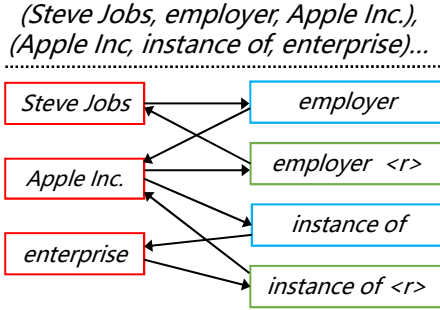 (Steve Jobs, employer, Apple Inc.),
(Apple Inc, instance of, enterprise)...
Steve Jobs
employer
employer <r>
Apple Inc.
instance of
enterprise
instance of <r>